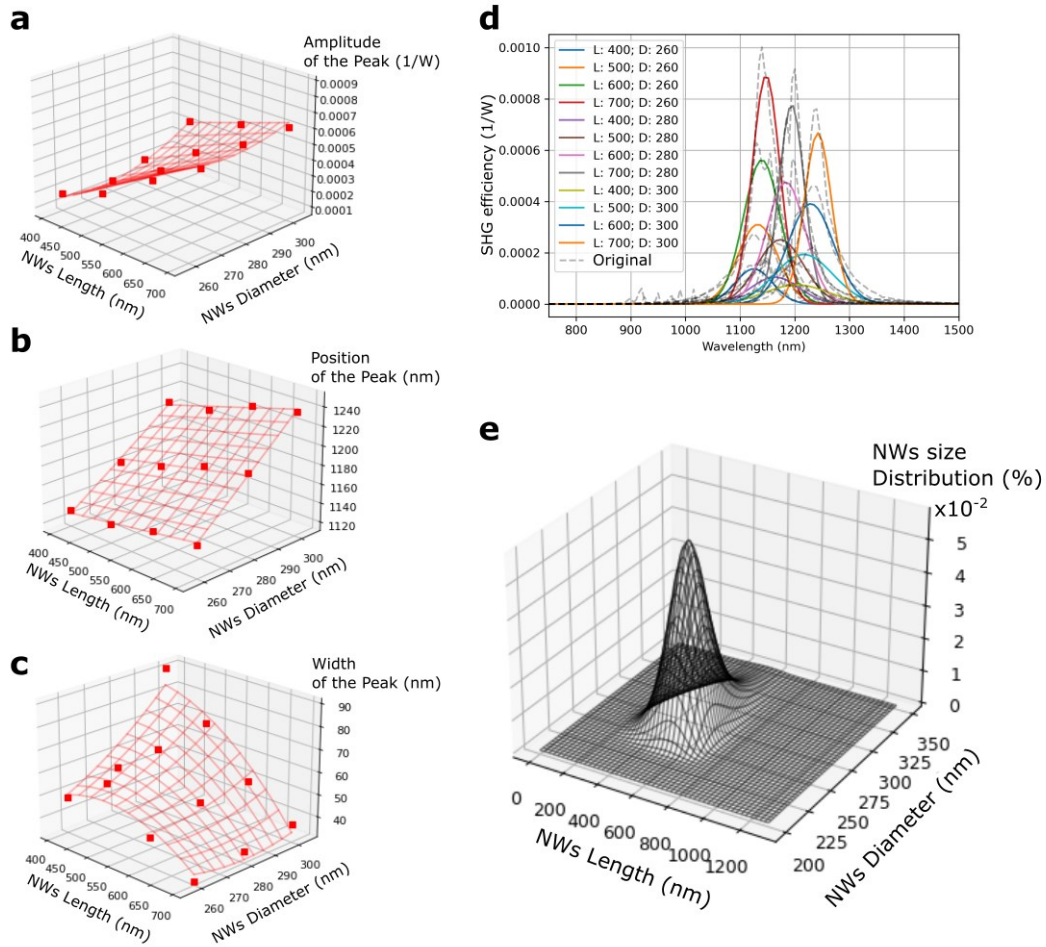 a
Amplitude
of the Peak (1/W)
0.0009
0.0008
0.0007
0.0006
0.0005
0.0004
0.0003
0.0002
0.0001
400
450
500
550
600
650
700
NWs Length (nm)
260
270
280
290
300
NWs Diameter (nm)
b
Position
of the Peak (nm)
1240
1220
1200
1180
1160
1140
1120
400
450
500
550
600
650
700
NWs Length (nm)
260
270
280
290
300
NWs Diameter (nm)
c
Width
of the Peak (nm)
90
80
70
60
50
40
400
450
500
550
600
650
700
NWs Length (nm)
260
270
280
290
300
NWs Diameter (nm)
d
SHG efficiency (1/W)
0.0010
0.0008
0.0006
0.0004
0.0002
0.0000
L: 400; D: 260
L: 500; D: 260
L: 600; D: 260
L: 700; D: 260
L: 400; D: 280
L: 500; D: 280
L: 600; D: 280
L: 700; D: 280
L: 400; D: 300
L: 500; D: 300
L: 600; D: 300
L: 700; D: 300
Original
800 900 1000 1100 1200 1300 1400 1500
Wavelength (nm)
e
NWs size
Distribution (%)
x10-2
5
4
3
2
1
0
0
200
400
600
800
1000
1200
NWs Length (nm)
200
225
250
275
300
325
350
NWs Diameter (nm)